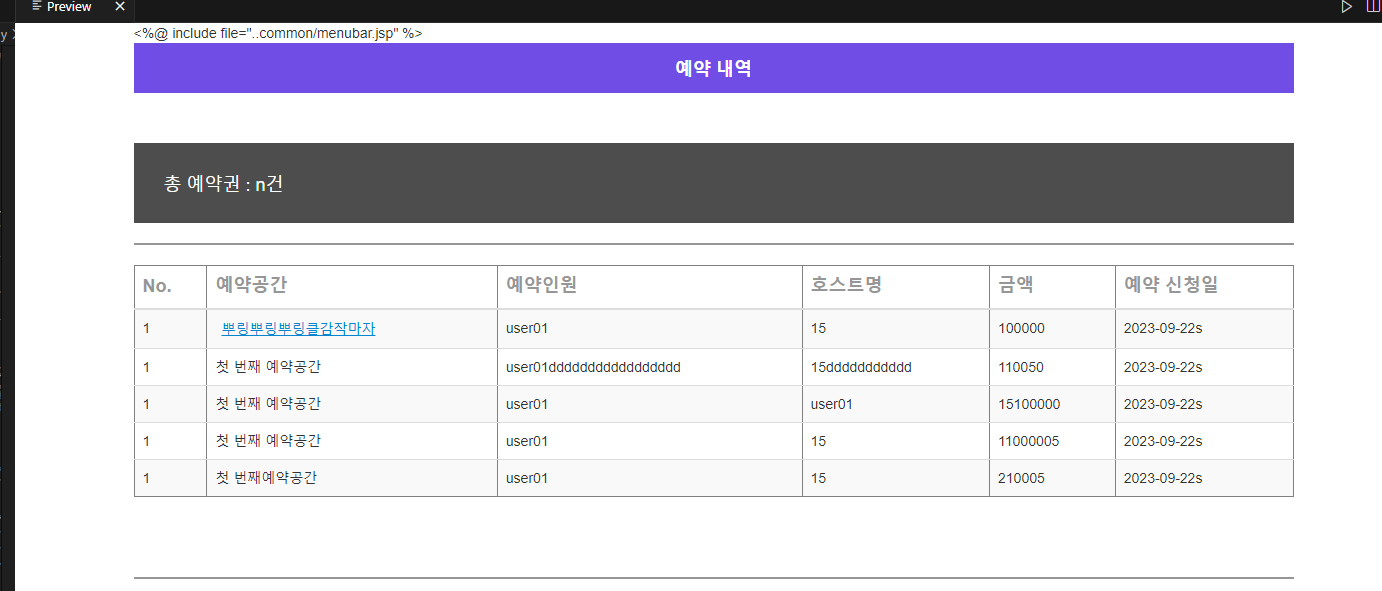 Preview
<%@ include file="..common/menubar.jsp" %>
예약 내역
총 예약권 : n건
No. 예약공간 예약인원 호스트명 금액 예약 신청일
1 뿌링뿌링뿌링클감작마자 user01 15 100000 2023-09-22s
1 첫 번째 예약공간 user01ddddddddddddddddd 15ddddddddddd 110050 2023-09-22s
1 첫 번째 예약공간 user01 user01 15100000 2023-09-22s
1 첫 번째 예약공간 user01 15 11000005 2023-09-22s
1 첫 번째예약공간 user01 15 210005 2023-09-22s